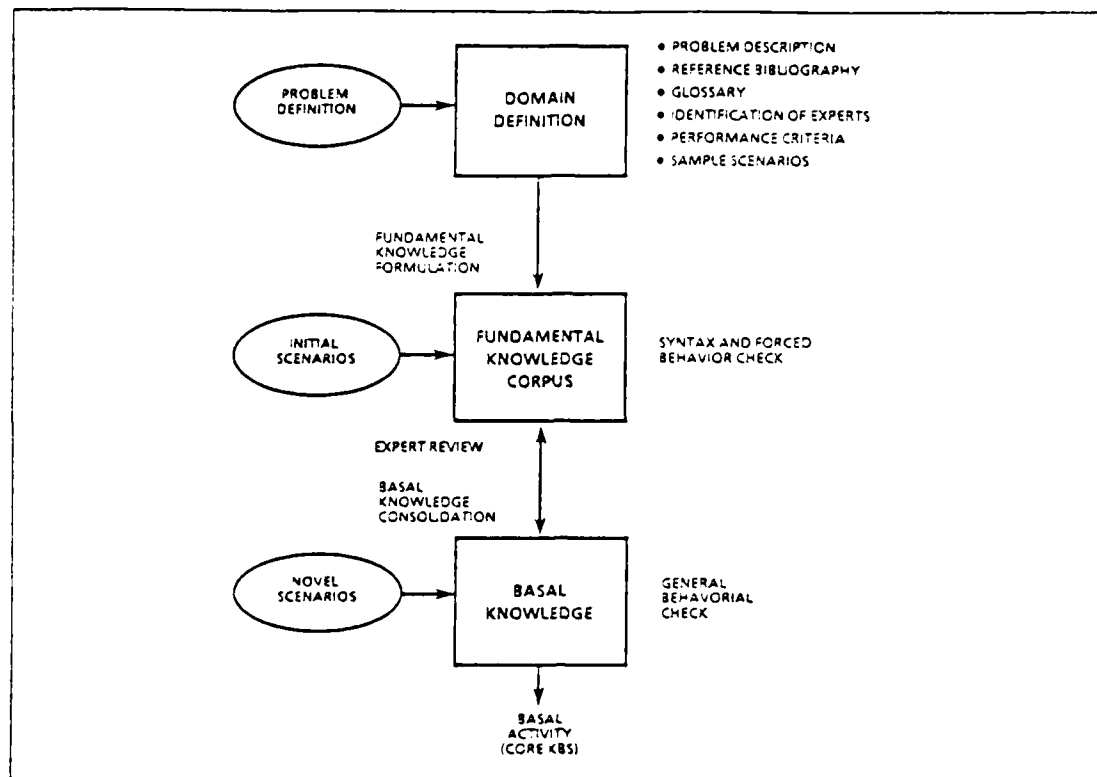 PROBLEM
DEFINITION
DOMAIN
DEFINITION
• PROBLEM DESCRIPTION
• REFERENCE BIBLIOGRAPHY
• GLOSSARY
• IDENTIFICATION OF EXPERTS
• PERFORMANCE CRITERIA
• SAMPLE SCENARIOS
FUNDAMENTAL
KNOWLEDGE
FORMULATION
INITIAL
SCENARIOS
FUNDAMENTAL
KNOWLEDGE
CORPUS
SYNTAX AND FORCED
BEHAVIOR CHECK
EXPERT REVIEW
BASAL
KNOWLEDGE
CONSOLIDATION
NOVEL
SCENARIOS
BASAL
KNOWLEDGE
GENERAL
BEHAVORIAL
CHECK
BASAL
ACTIVITY
(CORE KBS)